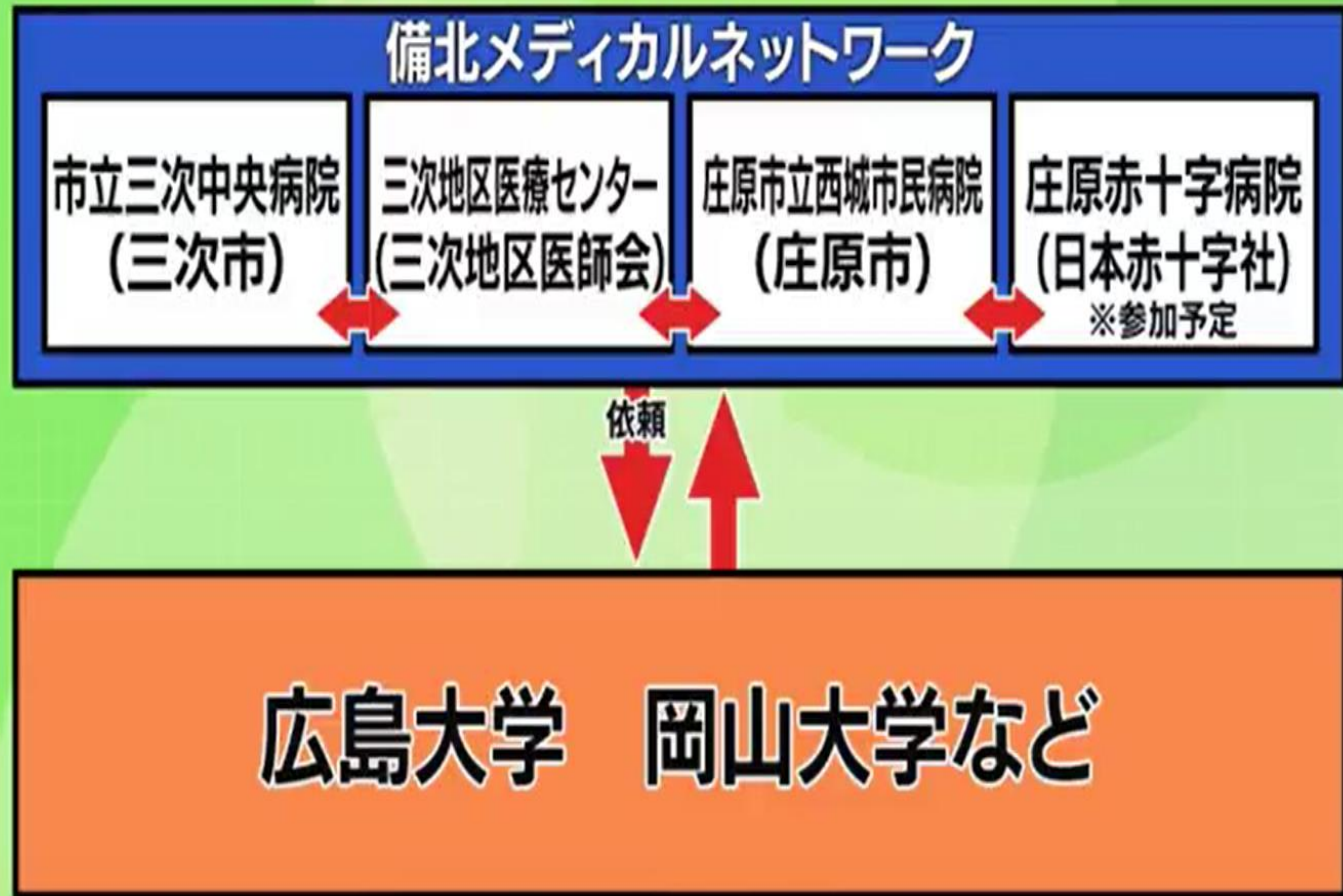 備北メディカルネットワーク
市立三次中央病院
(三次市)
三次地区医療センター
(三次地区医師会)
庄原市立西城市民病院
(庄原市)
庄原赤十字病院
(日本赤十字社)
※参加予定
依頼
広島大学　岡山大学など